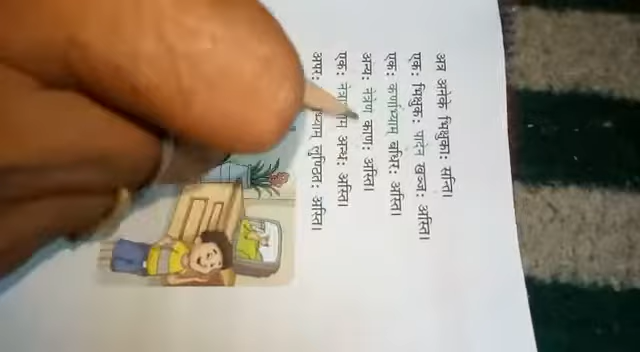 अत्र अनेके भिक्षुकाः सन्ति।
एकः भिक्षुकः पादेन खञ्जः अस्ति।
एकः कर्णाभ्याम् बधिरः अस्ति।
अन्यः नेत्रेण काणः अस्ति।
एकः अन्धः अस्ति।
अपरः लुण्ठितः अस्ति।